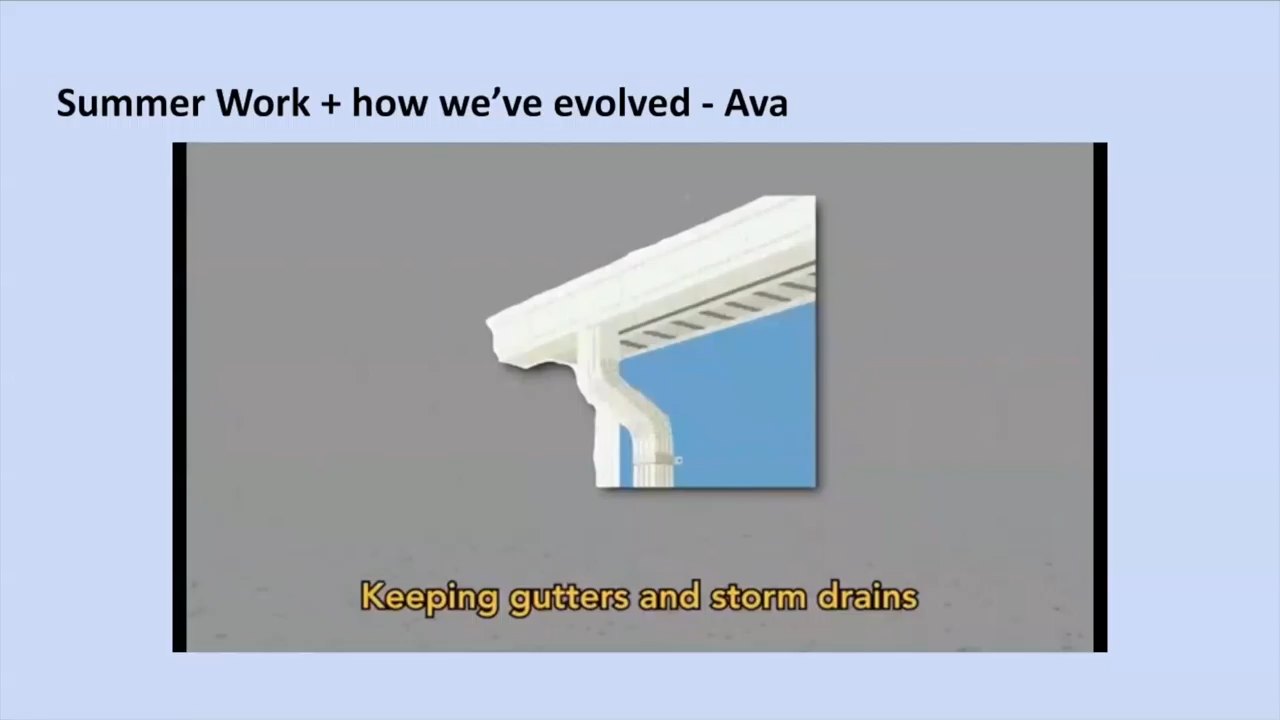 Summer Work + how we’ve evolved - Ava
Keeping gutters and storm drains